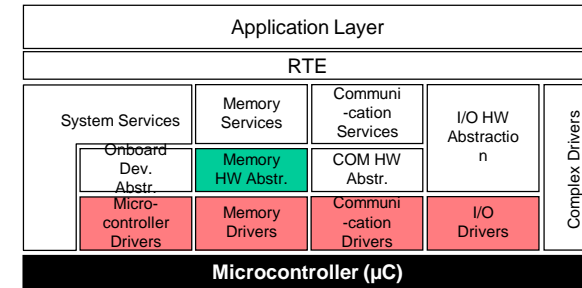 Application Layer
RTE
System Services
Memory
Services
Communi
-cation
Services
I/O HW
Abstractio
n
Complex Drivers
Onboard
Dev.
Abstr.
Memory
HW Abstr.
COM HW
Abstr.
Micro-
controller
Drivers
Memory
Drivers
Communi
-cation
Drivers
I/O
Drivers
Microcontroller (µC)